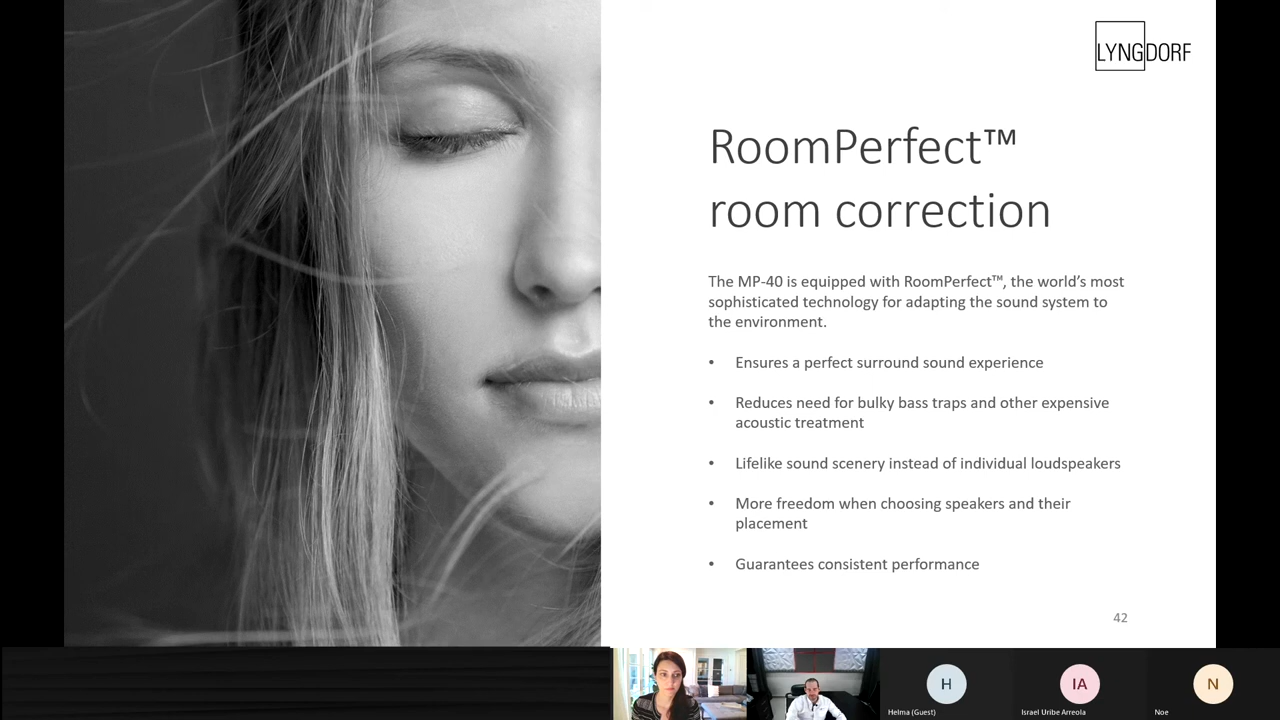 LYNGDORF
RoomPerfect™
room correction
The MP-40 is equipped with RoomPerfect™, the world’s most
sophisticated technology for adapting the sound system to
the environment.
• Ensures a perfect surround sound experience
• Reduces need for bulky bass traps and other expensive
acoustic treatment
• Lifelike sound scenery instead of individual loudspeakers
• More freedom when choosing speakers and their
placement
• Guarantees consistent performance
42
H
IA
N
Helma (Guest)
Israel Uribe Arreola
Noe